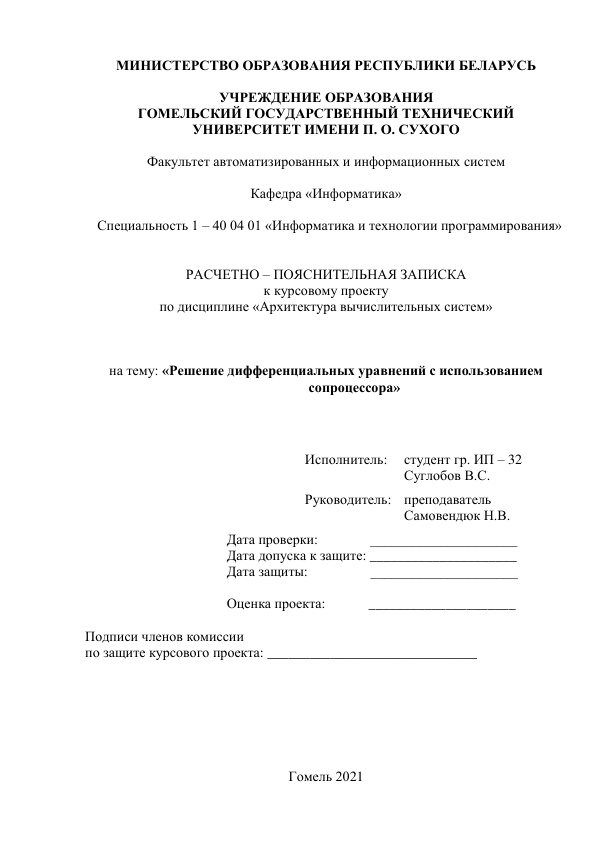 МИНИСТЕРСТВО ОБРАЗОВАНИЯ РЕСПУБЛИКИ БЕЛАРУСЬ
УЧРЕЖДЕНИЕ ОБРАЗОВАНИЯ
ГОМЕЛЬСКИЙ ГОСУДАРСТВЕННЫЙ ТЕХНИЧЕСКИЙ
УНИВЕРСИТЕТ ИМЕНИ П. О. СУХОГО
Факультет автоматизированных и информационных систем
Кафедра «Информатика»
Специальность 1 – 40 04 01 «Информатика и технологии программирования»
РАСЧЕТНО – ПОЯСНИТЕЛЬНАЯ ЗАПИСКА
к курсовому проекту
по дисциплине «Архитектура вычислительных систем»
на тему: «Решение дифференциальных уравнений с использованием
сопроцессора»
Исполнитель: студент гр. ИП – 32
Суглобов В.С.
Руководитель: преподаватель
Самовендюк Н.В.
Дата проверки: _____________________
Дата допуска к защите: _____________________
Дата защиты: _____________________
Оценка проекта: _____________________
Подписи членов комиссии
по защите курсового проекта: ______________________________
Гомель 2021